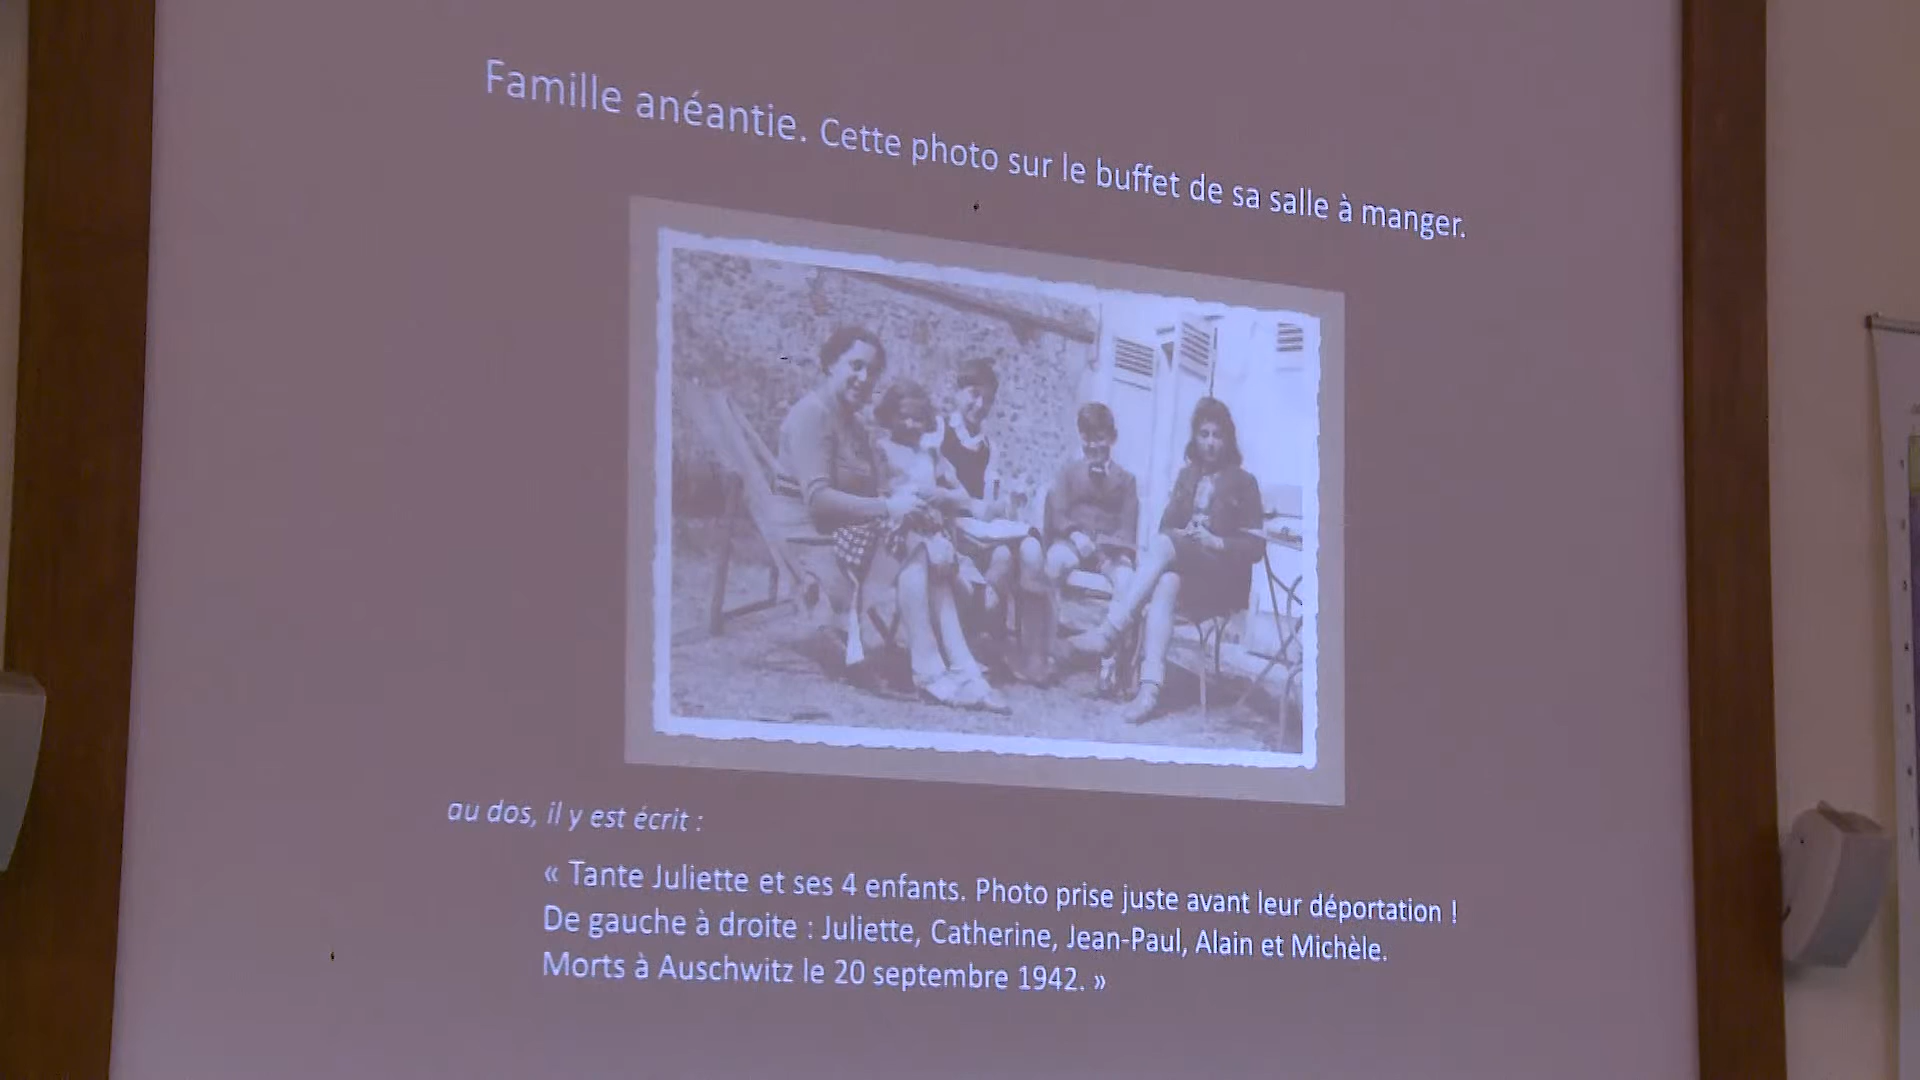 Famille anéantie. Cette photo sur le buffet de sa salle à manger.
au dos, il y est écrit :
« Tante Juliette et ses 4 enfants. Photo prise juste avant leur déportation !
De gauche à droite : Juliette, Catherine, Jean-Paul, Alain et Michèle.
Morts à Auschwitz le 20 septembre 1942. »